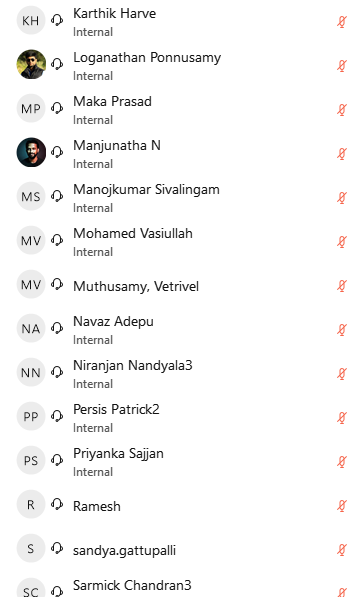 KH Karthik Harve
Internal
Loganathan Ponnusamy
Internal
MP Maka Prasad
Internal
Manjunatha N
Internal
MS Manojkumar Sivalingam
Internal
MV Mohamed Vasiullah
Internal
MV Muthusamy, Vetrivel
NA Navaz Adepu
Internal
NN Niranjan Nandyala3
Internal
PP Persis Patrick2
Internal
PS Priyanka Sajjan
Internal
R Ramesh
S sandya.gattupalli
SC Sarmick Chandran3